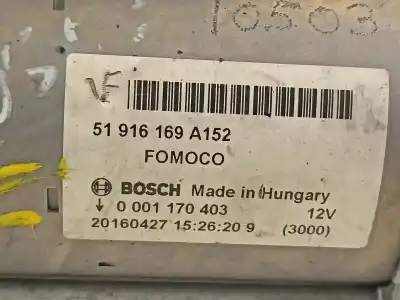 10503
VF
51 916 169 A152
FOMOCO
BOSCH Made in Hungary
0 001 170 403 12V
20160427 15:26:20 9 (3000)